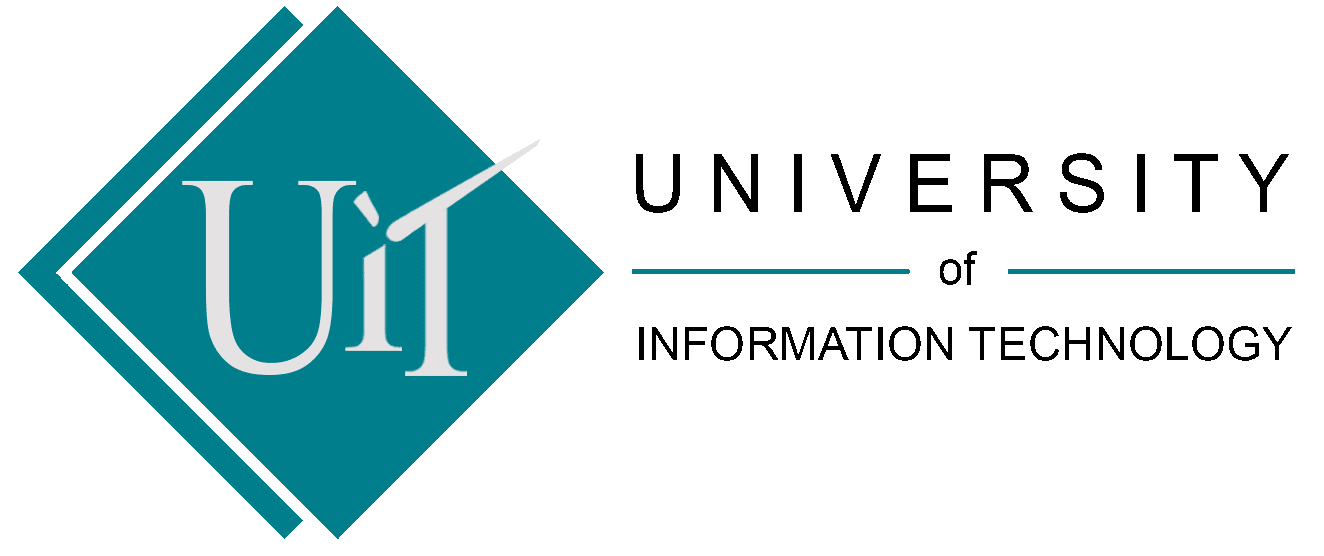 UiT
UNIVERSITY
of
INFORMATION TECHNOLOGY